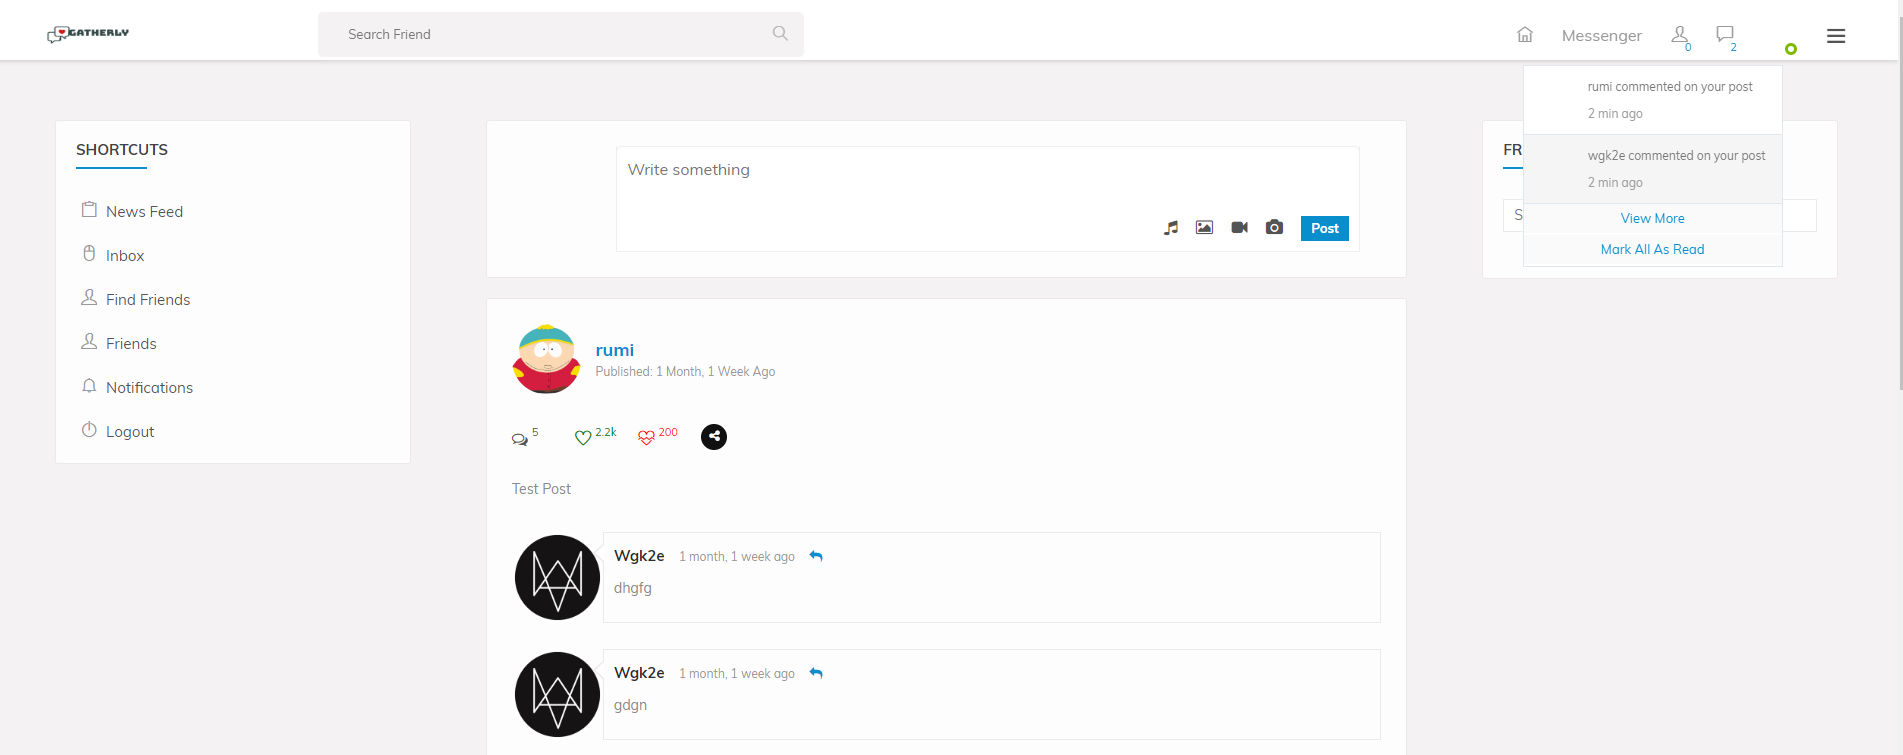 GATHERLY
Search Friend
Messenger
0
2
rumi commented on your post
2 min ago
wgk2e commented on your post
2 min ago
View More
Mark All As Read
SHORTCUTS
News Feed
Inbox
Find Friends
Friends
Notifications
Logout
Write something
Post
FR
S
rumi
Published: 1 Month, 1 Week Ago
5
2.2k
200
Test Post
Wgk2e 1 month, 1 week ago
dhgfg
Wgk2e 1 month, 1 week ago
gdgn